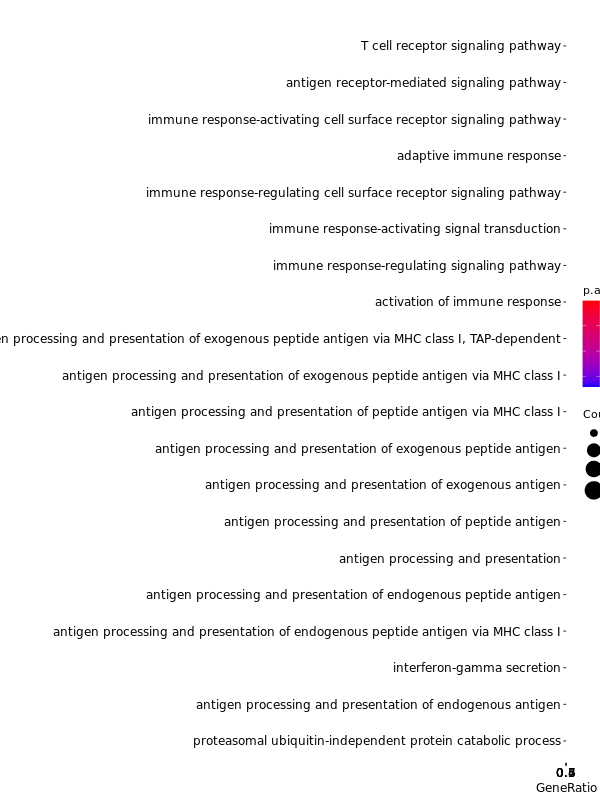 T cell receptor signaling pathway
antigen receptor-mediated signaling pathway
immune response-activating cell surface receptor signaling pathway
adaptive immune response
immune response-regulating cell surface receptor signaling pathway
immune response-activating signal transduction
immune response-regulating signaling pathway
p.a
activation of immune response
en processing and presentation of exogenous peptide antigen via MHC class I, TAP-dependent
antigen processing and presentation of exogenous peptide antigen via MHC class I
antigen processing and presentation of peptide antigen via MHC class I
Cou
antigen processing and presentation of exogenous peptide antigen
antigen processing and presentation of exogenous antigen
antigen processing and presentation of peptide antigen
antigen processing and presentation
antigen processing and presentation of endogenous peptide antigen
antigen processing and presentation of endogenous peptide antigen via MHC class I
interferon-gamma secretion
antigen processing and presentation of endogenous antigen
proteasomal ubiquitin-independent protein catabolic process
GeneRatio